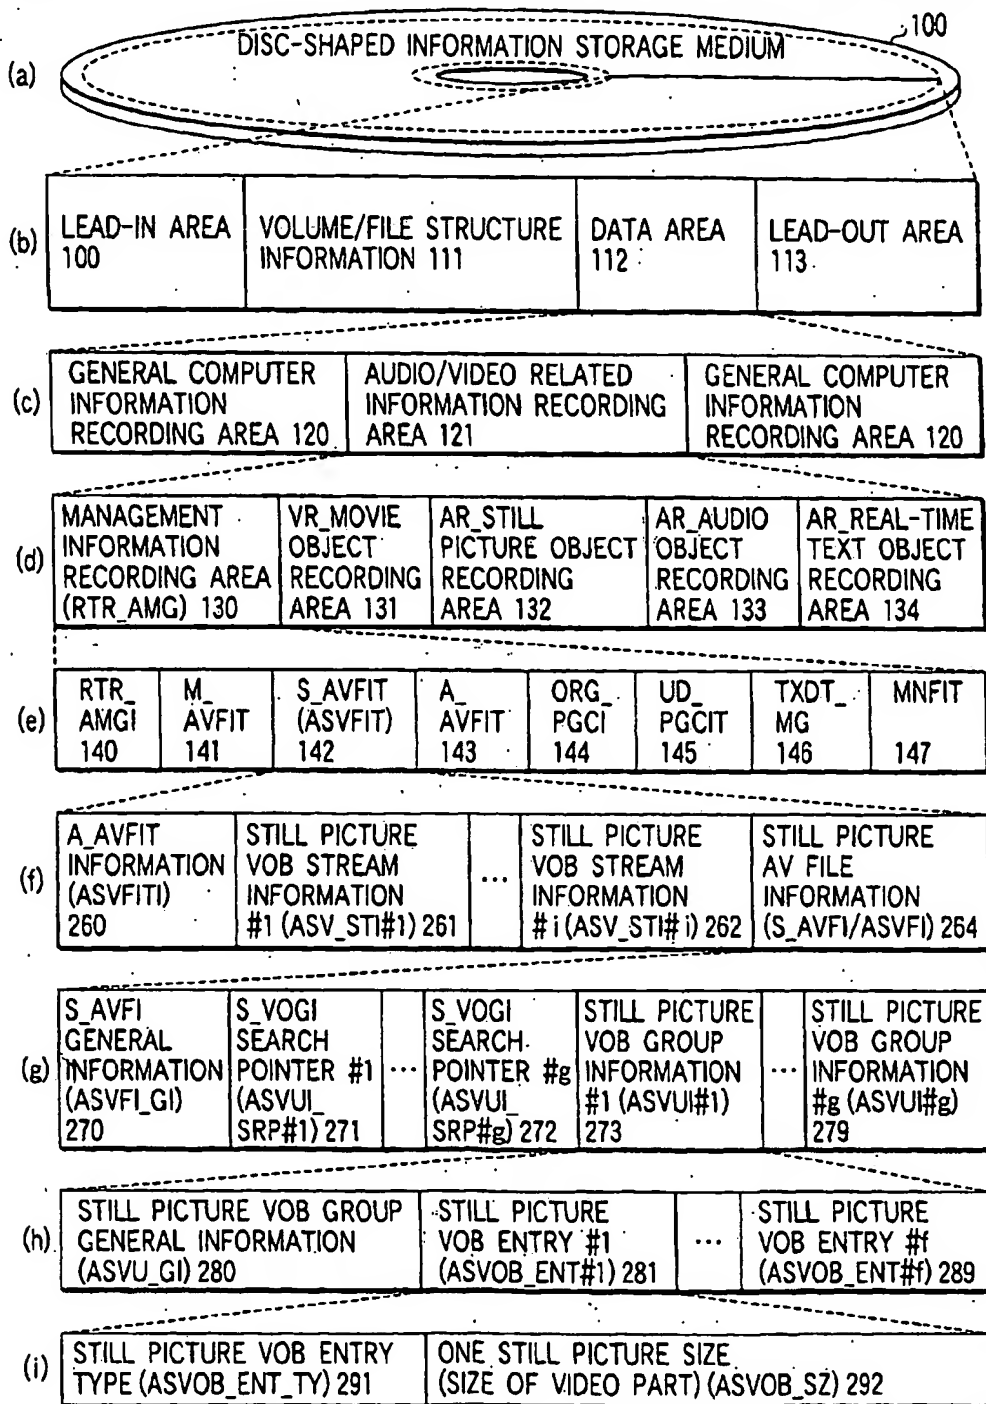 100
DISC-SHAPED INFORMATION STORAGE MEDIUM
(a)
(b)
LEAD-IN AREA
100
VOLUME/FILE STRUCTURE
INFORMATION 111
DATA AREA
112
LEAD-OUT AREA
113
(c)
GENERAL COMPUTER
INFORMATION
RECORDING AREA 120
AUDIO/VIDEO RELATED
INFORMATION RECORDING
AREA 121
GENERAL COMPUTER
INFORMATION
RECORDING AREA 120
(d)
MANAGEMENT
INFORMATION
RECORDING AREA
(RTR_AMG) 130
VR_MOVIE
OBJECT
RECORDING
AREA 131
AR_STILL
PICTURE OBJECT
RECORDING
AREA 132
AR_AUDIO
OBJECT
RECORDING
AREA 133
AR_REAL-TIME
TEXT OBJECT
RECORDING
AREA 134
(e)
RTR_
AMGI
140
M_
AVFIT
141
S_AVFIT
(ASVFIT)
142
A_
AVFIT
143
ORG_
PGCI
144
UD_
PGCIT
145
TXDT_
MG
146
MNFIT
147
(f)
A_AVFIT
INFORMATION
(ASVFITI)
260
STILL PICTURE
VOB STREAM
INFORMATION
#1 (ASV_STI#1) 261
...
STILL PICTURE
VOB STREAM
INFORMATION
#i (ASV_STI#i) 262
STILL PICTURE
AV FILE
INFORMATION
(S_AVFI/ASVFI) 264
(g)
S_AVFI
GENERAL
INFORMATION
(ASVFI_GI)
270
S_VOGI
SEARCH
POINTER #1
(ASVUI_
SRP#1) 271
...
S_VOGI
SEARCH
POINTER #g
(ASVUI_
SRP#g) 272
STILL PICTURE
VOB GROUP
INFORMATION
#1 (ASVUI#1)
273
...
STILL PICTURE
VOB GROUP
INFORMATION
#g (ASVUI#g)
279
(h)
STILL PICTURE VOB GROUP
GENERAL INFORMATION
(ASVU_GI) 280
STILL PICTURE
VOB ENTRY #1
(ASVOB_ENT#1) 281
...
STILL PICTURE
VOB ENTRY #f
(ASVOB_ENT#f) 289
(i)
STILL PICTURE VOB ENTRY
TYPE (ASVOB_ENT_TY) 291
ONE STILL PICTURE SIZE
(SIZE OF VIDEO PART) (ASVOB_SZ) 292